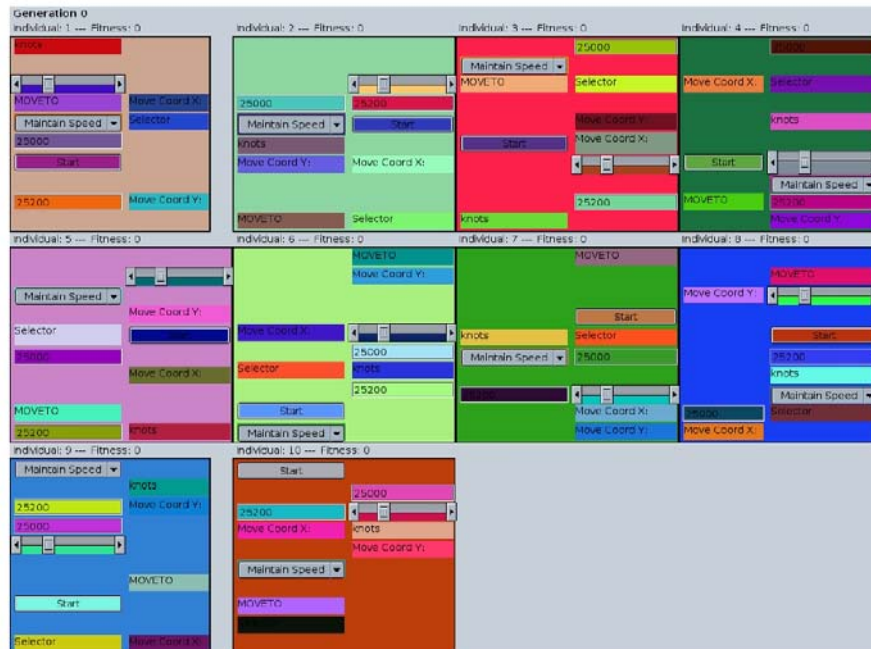 Generation 0
Individual: 1 --- Fitness: 0
Individual: 2 --- Fitness: 0
Individual: 3 --- Fitness: 0
Individual: 4 --- Fitness: 0
knots
MOVETO
Move Coord X:
Maintain Speed
Selector
25000
Start
25200
Move Coord Y:
25000
25200
Maintain Speed
Start
knots
Move Coord Y:
Move Coord X:
MOVETO
Selector
25000
Maintain Speed
MOVETO
Selector
Move Coord Y:
Start
Move Coord X:
25200
knots
25000
Move Coord X:
Selector
knots
Start
Maintain Speed
MOVETO
25200
Move Coord Y:
Individual: 5 --- Fitness: 0
Individual: 6 --- Fitness: 0
Individual: 7 --- Fitness: 0
Individual: 8 --- Fitness: 0
Maintain Speed
Move Coord Y:
Selector
Start
25000
Move Coord X:
MOVETO
25200
knots
MOVETO
Move Coord Y:
Move Coord X:
25000
Selector
knots
25200
Start
Maintain Speed
MOVETO
Start
knots
Selector
Maintain Speed
25000
25200
Move Coord X:
Move Coord Y:
MOVETO
Move Coord Y:
Start
25200
knots
Maintain Speed
25000
Selector
Move Coord X:
Individual: 9 --- Fitness: 0
Individual: 10 --- Fitness: 0
Maintain Speed
knots
25200
Move Coord Y:
25000
MOVETO
Start
Selector
Move Coord X:
Start
25000
25200
Move Coord X:
knots
Move Coord Y:
Maintain Speed
MOVETO